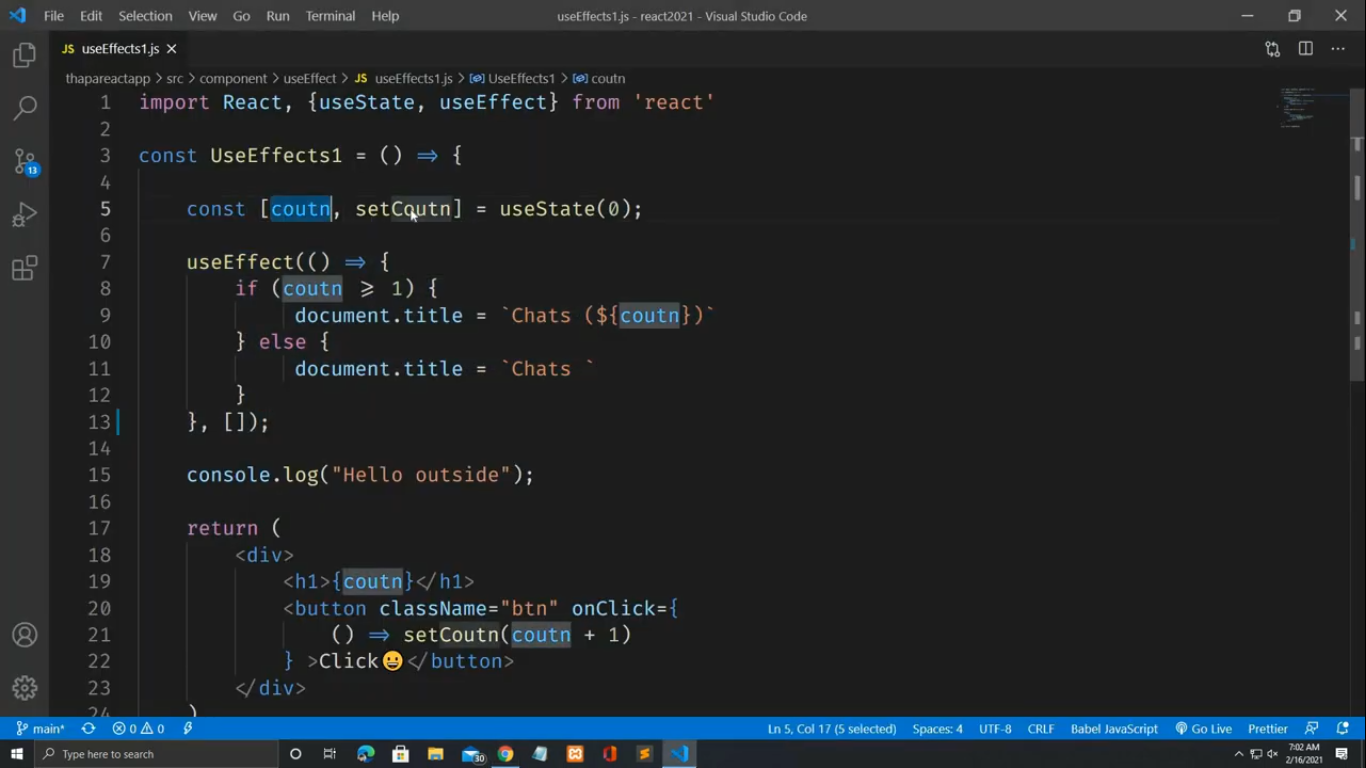 File Edit Selection View Go Run Terminal Help useEffects1.js - react2021 - Visual Studio Code
JS useEffects1.js
thapareactapp > src > component > useEffect > JS useEffects1.js > UseEffects1 > coutn
1 import React, {useState, useEffect} from 'react'
2
3 const UseEffects1 = () => {
4
5 const [coutn, setCoutn] = useState(0);
6
7 useEffect(() => {
8 if (coutn >= 1) {
9 document.title = `Chats (${coutn})`
10 } else {
11 document.title = `Chats `
12 }
13 }, []);
14
15 console.log("Hello outside");
16
17 return (
18 <div>
19 <h1>{coutn}</h1>
20 <button className="btn" onClick={
21 () => setCoutn(coutn + 1)
22 } >Click😀</button>
23 </div>
24 )
13
main* 0 0 Ln 5, Col 17 (5 selected) Spaces: 4 UTF-8 CRLF Babel JavaScript Go Live Prettier
Type here to search 30 7:02 AM
2/16/2021